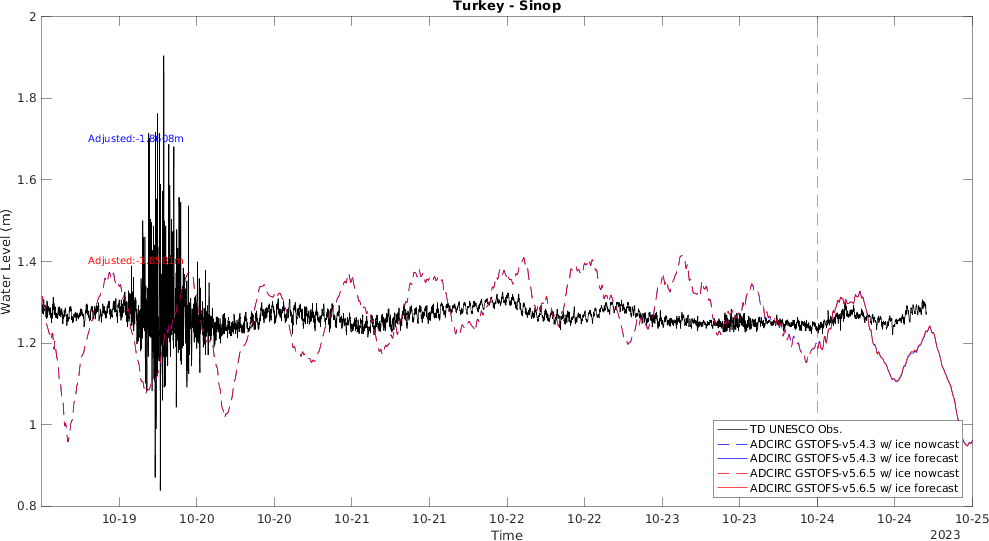 Turkey - Sinop
2
1.8
1.6
1.4
1.2
1
0.8
Water Level (m)
Adjusted:
Adjusted:
TD UNESCO Obs.
ADCIRC GSTOFS-v5.4.3 w/ ice nowcast
ADCIRC GSTOFS-v5.4.3 w/ ice forecast
ADCIRC GSTOFS-v5.6.5 w/ ice nowcast
ADCIRC GSTOFS-v5.6.5 w/ ice forecast
10-19 10-20 10-20 10-21 10-21 10-22 10-22 10-23 10-23 10-24 10-24 10-25
Time
2023